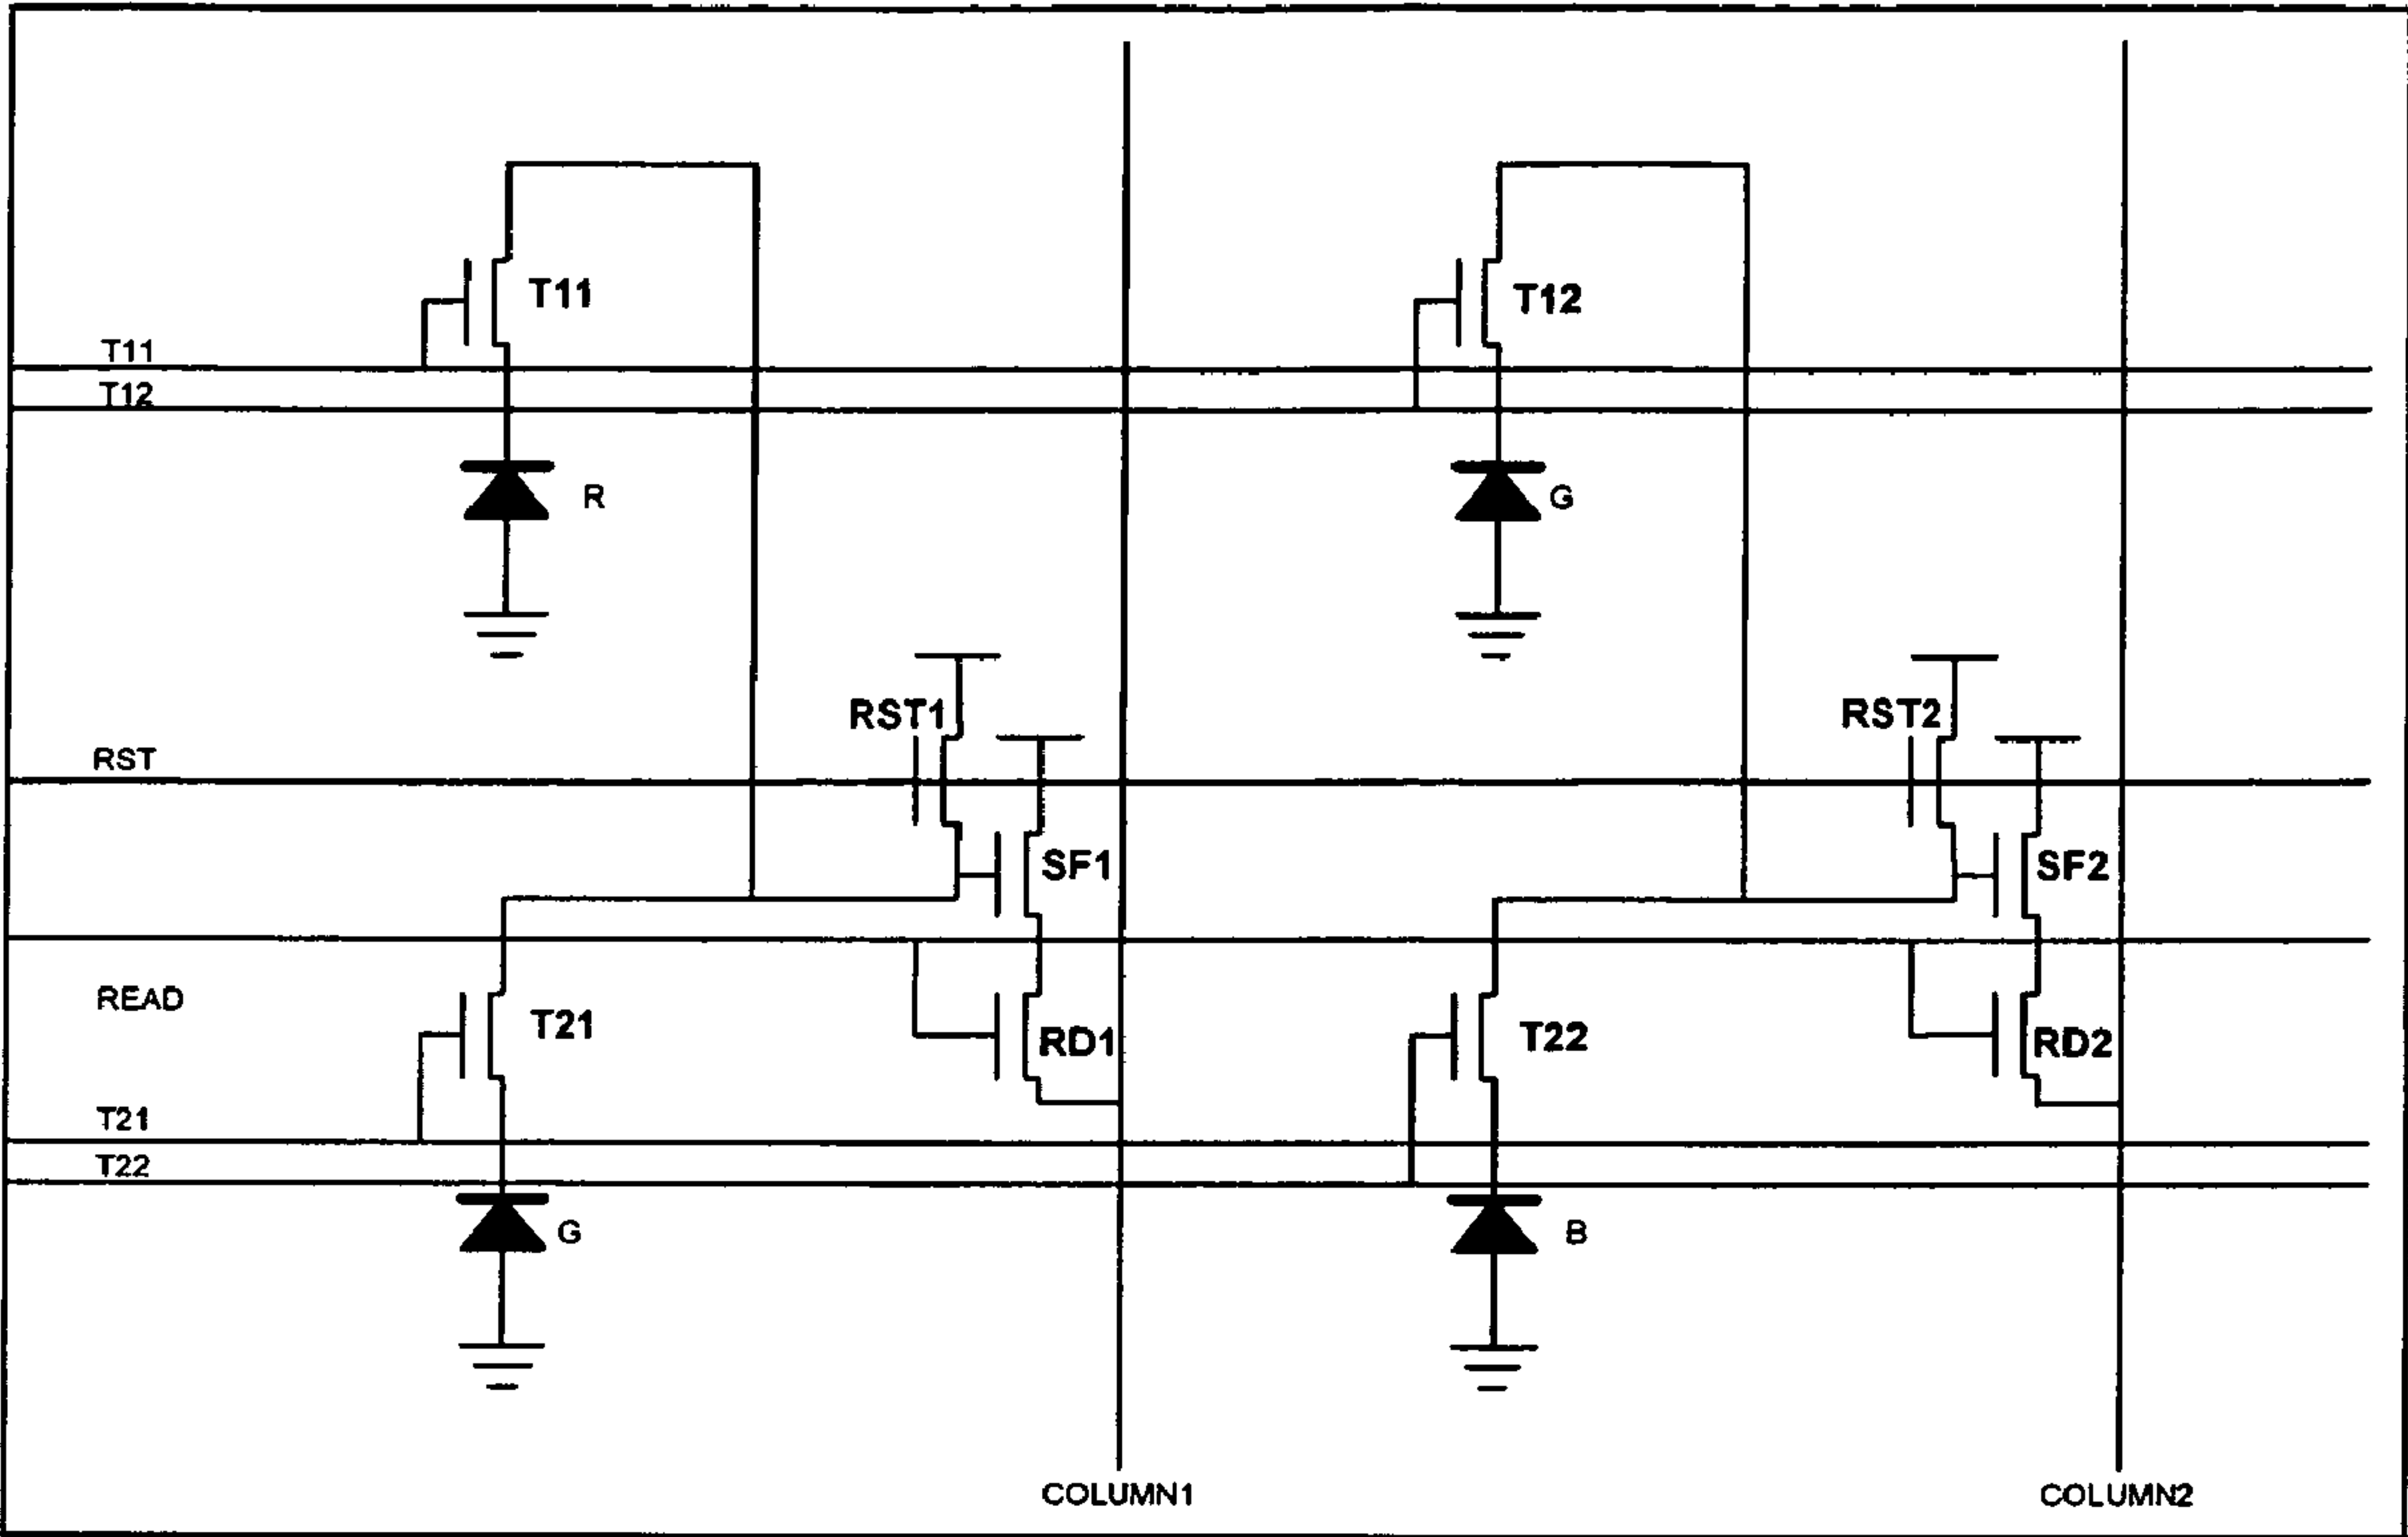 T11
T12
T11
T12
R
G
RST1
RST2
RST
SF1
SF2
READ
T21
RD1
T22
RD2
T21
T22
G
B
COLUMN1
COLUMN2